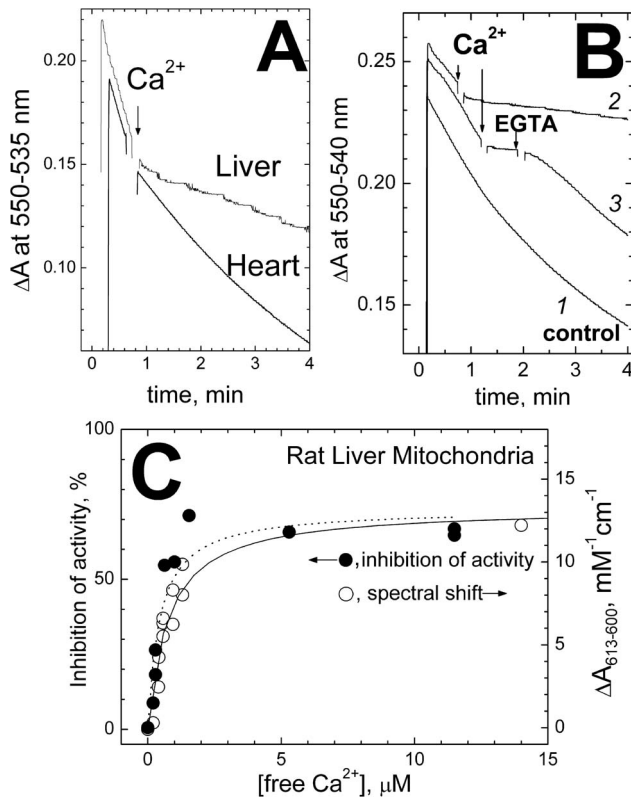 A
0.20
0.15
0.10
ΔA at 550-535 nm
Ca²⁺
Liver
Heart
0 1 2 3 4
time, min
B
0.25
0.20
0.15
ΔA at 550-540 nm
Ca²⁺
EGTA
2
3
1
control
0 1 2 3 4
time, min
C
Rat Liver Mitochondria
100
50
0
Inhibition of activity, %
, inhibition of activity
, spectral shift
15
10
5
0
ΔA₆₁₃₋₆₀₀, mM⁻¹cm⁻¹
0 5 10 15
[free Ca²⁺], μM